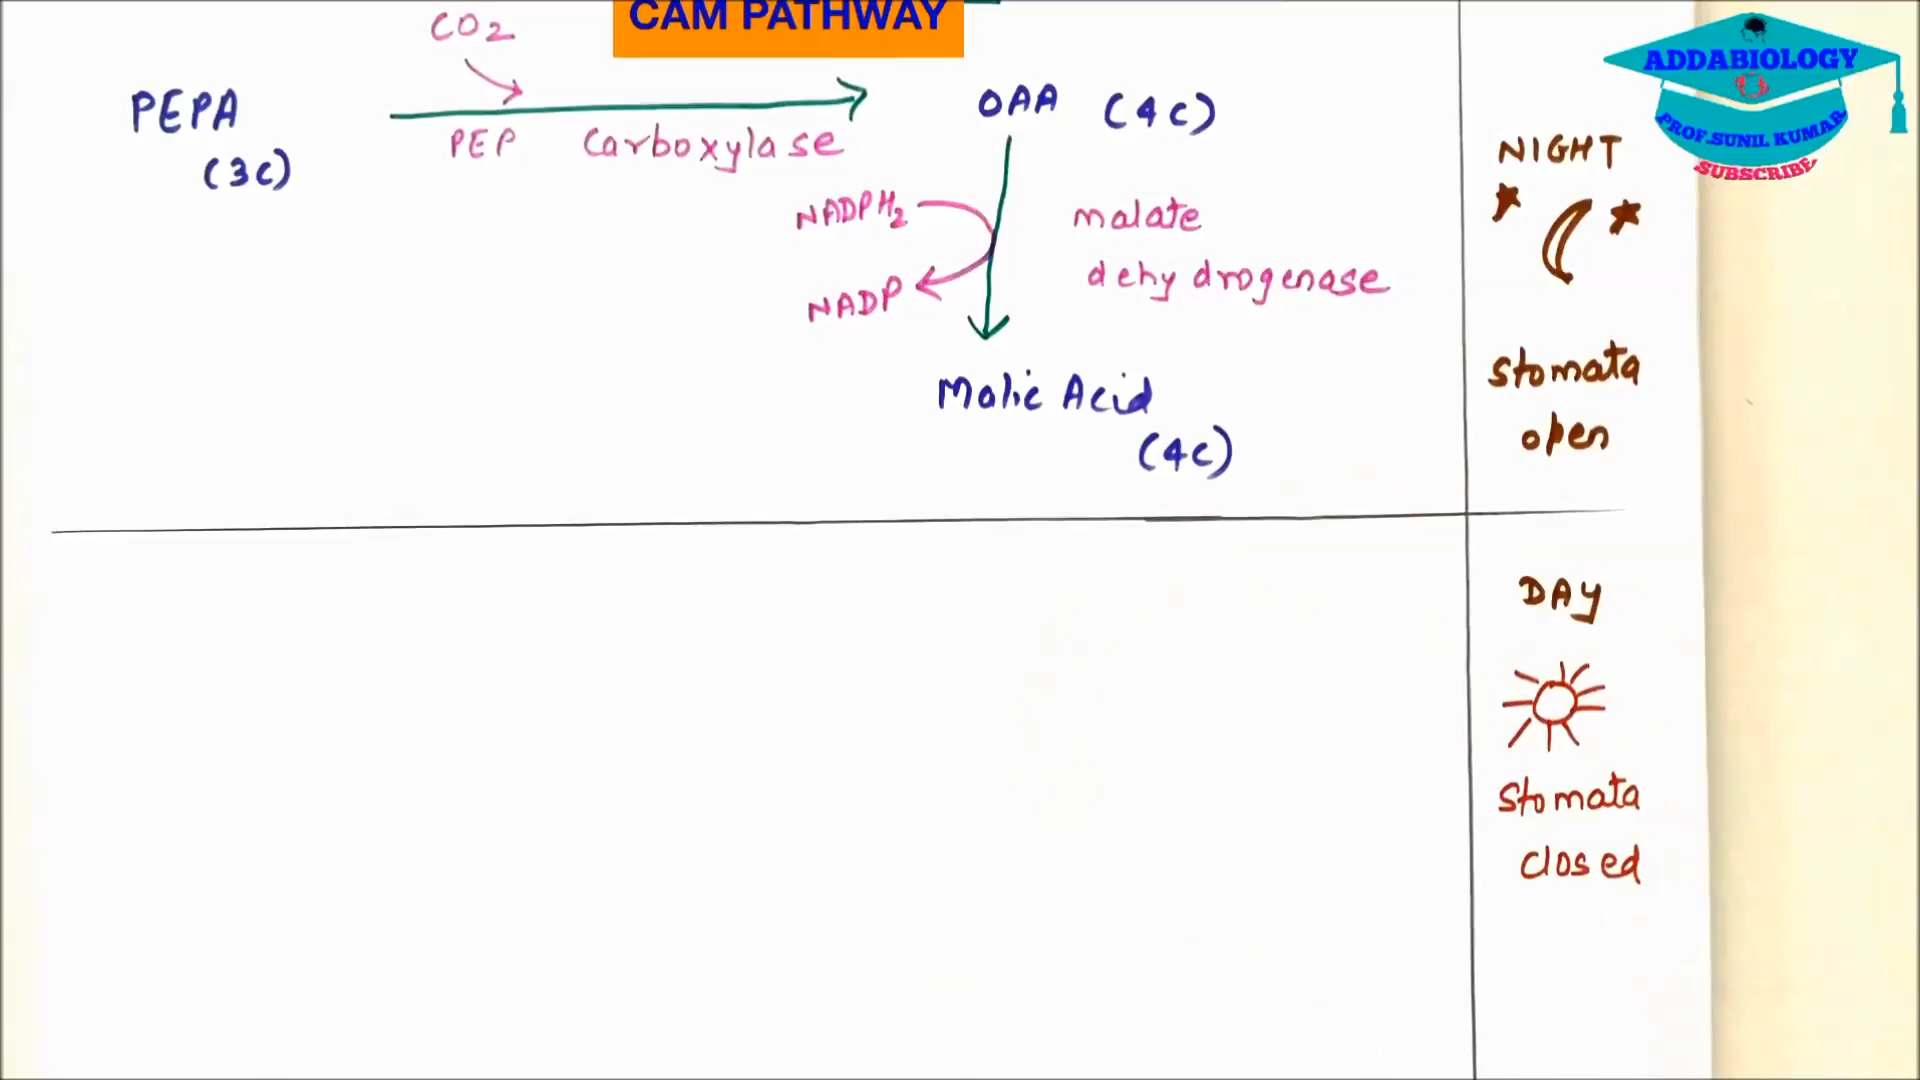 CAM PATHWAY
CO2
PEPA
(3C)
PEP Carboxylase
OAA (4C)
NADPH2
NADP
malate
dehydrogenase
Malic Acid
(4C)
NIGHT
Stomata
open
DAY
Stomata
closed
ADDABIOLOGY
PROF.SUNIL KUMAR
SUBSCRIBE